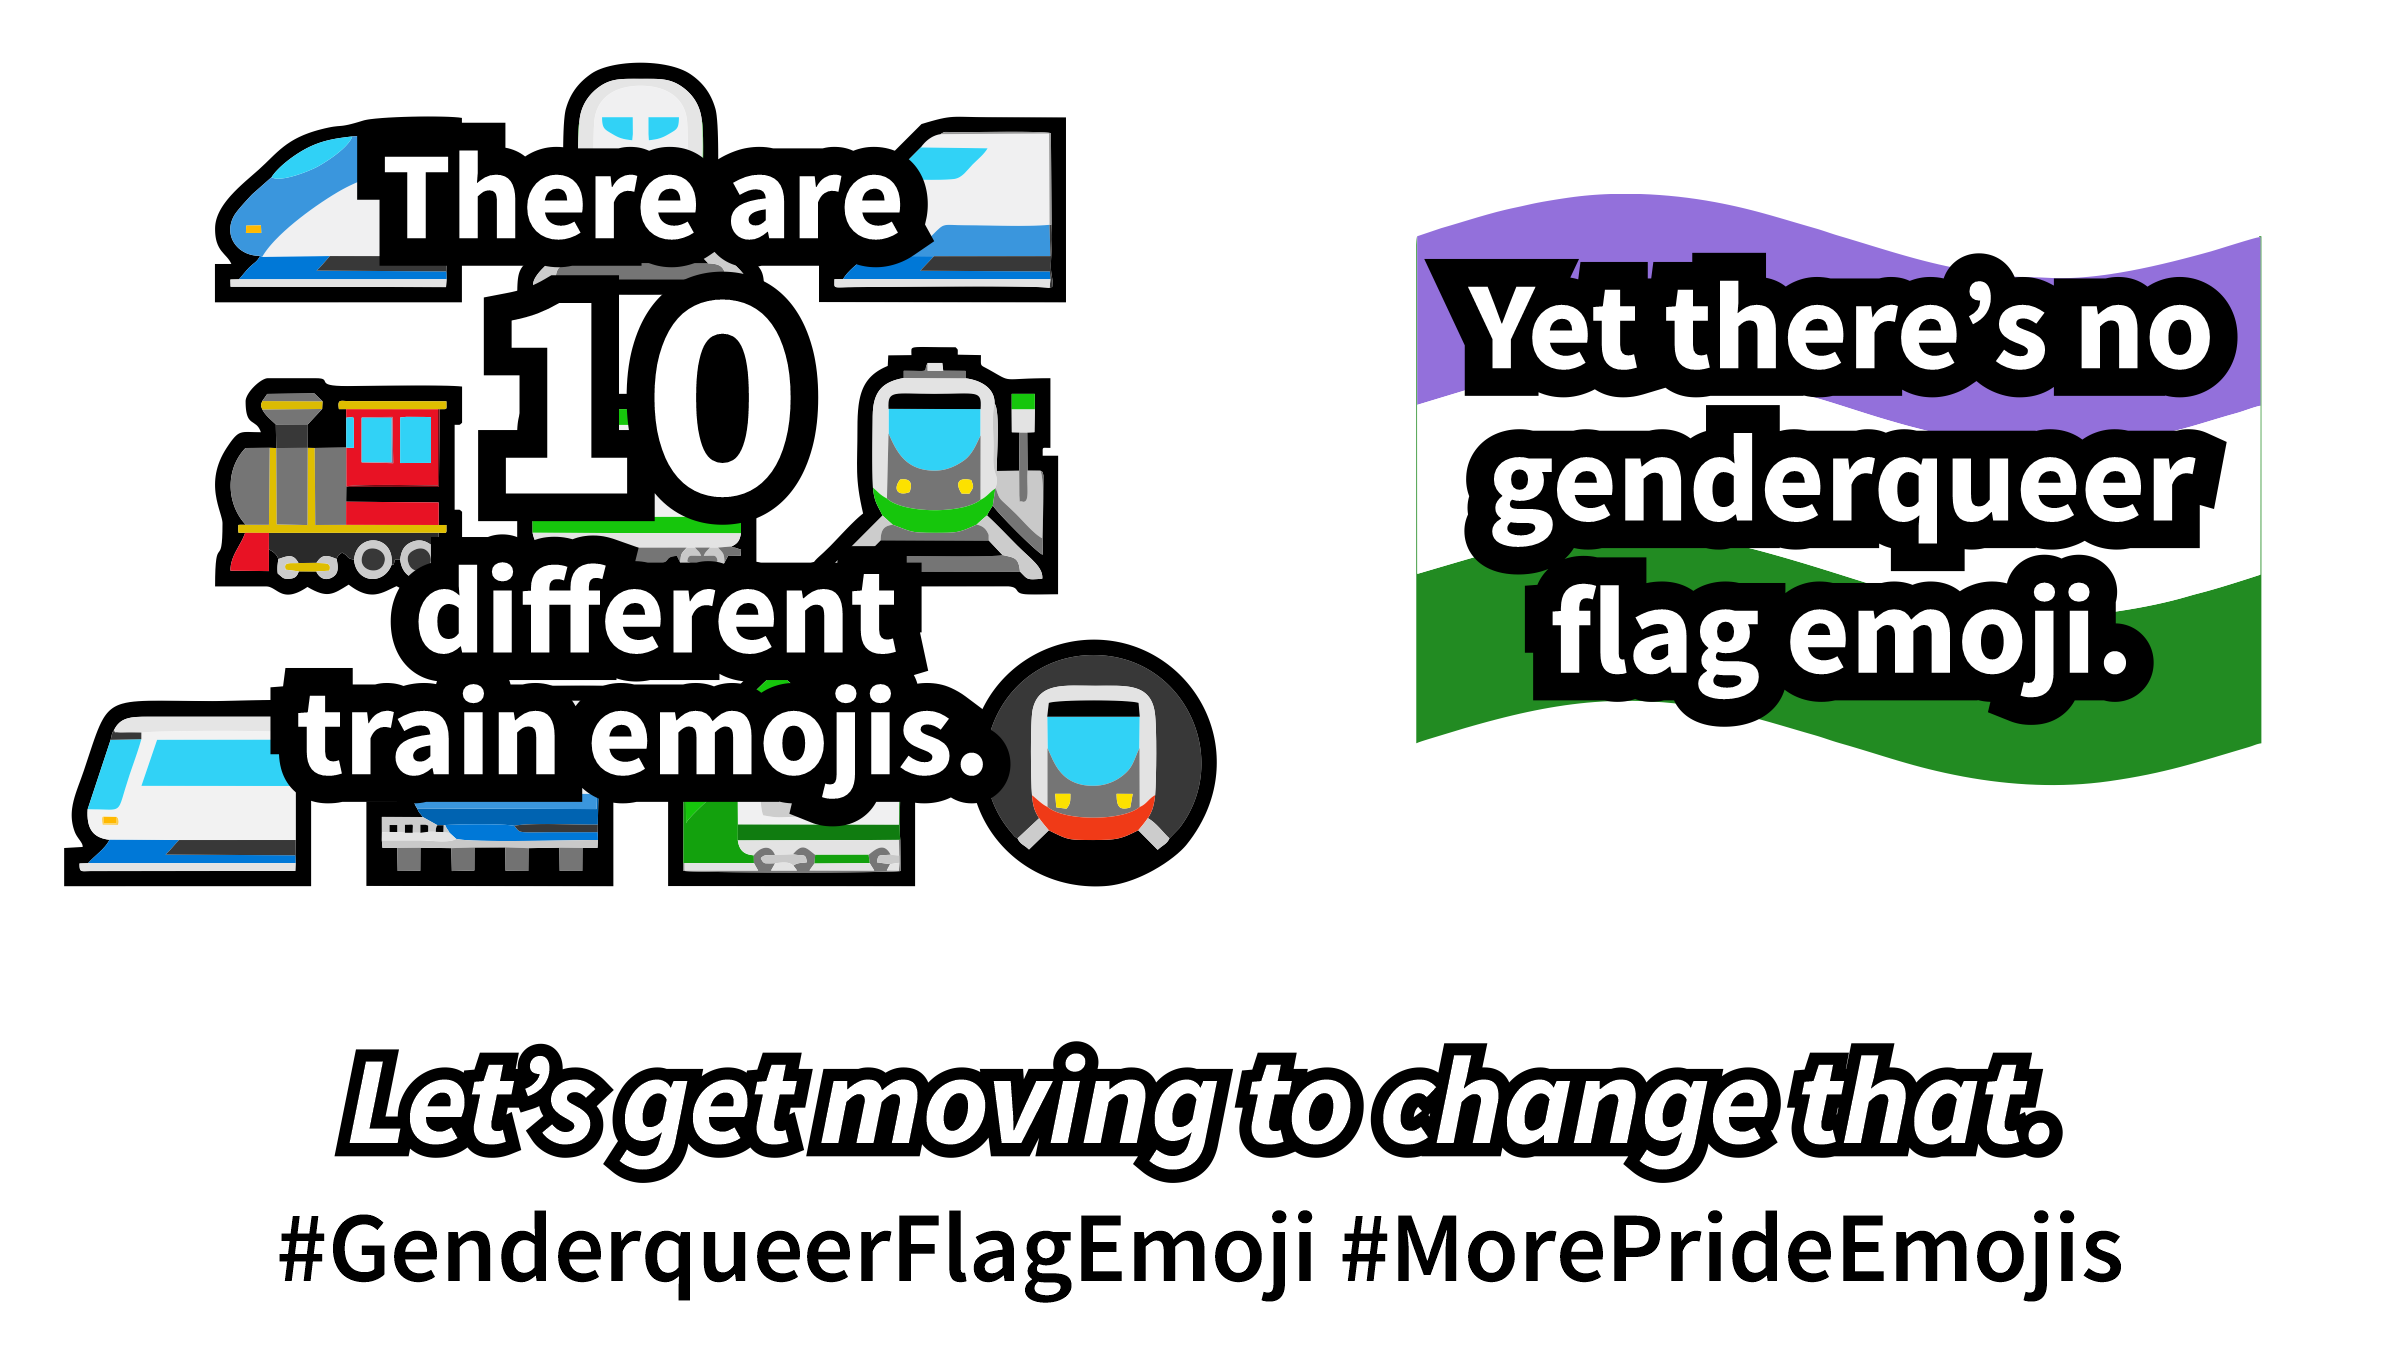 There are
10
different
train emojis.
Yet there’s no
genderqueer
flag emoji.
Let’s get moving to change that.
#GenderqueerFlagEmoji #MorePrideEmojis